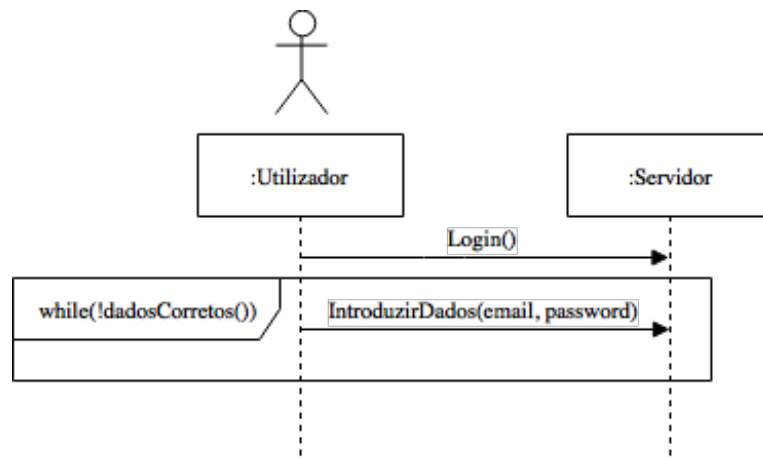 :Utilizador
:Servidor
Login()
while(!dadosCorretos())
IntroduzirDados(email, password)